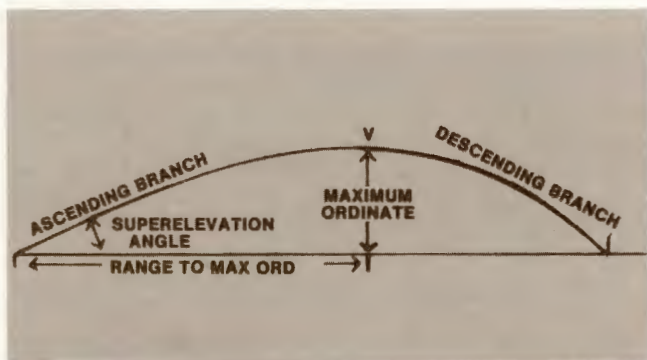 V
ASCENDING BRANCH
DESCENDING BRANCH
MAXIMUM
ORDINATE
SUPERELEVATION
ANGLE
RANGE TO MAX ORD